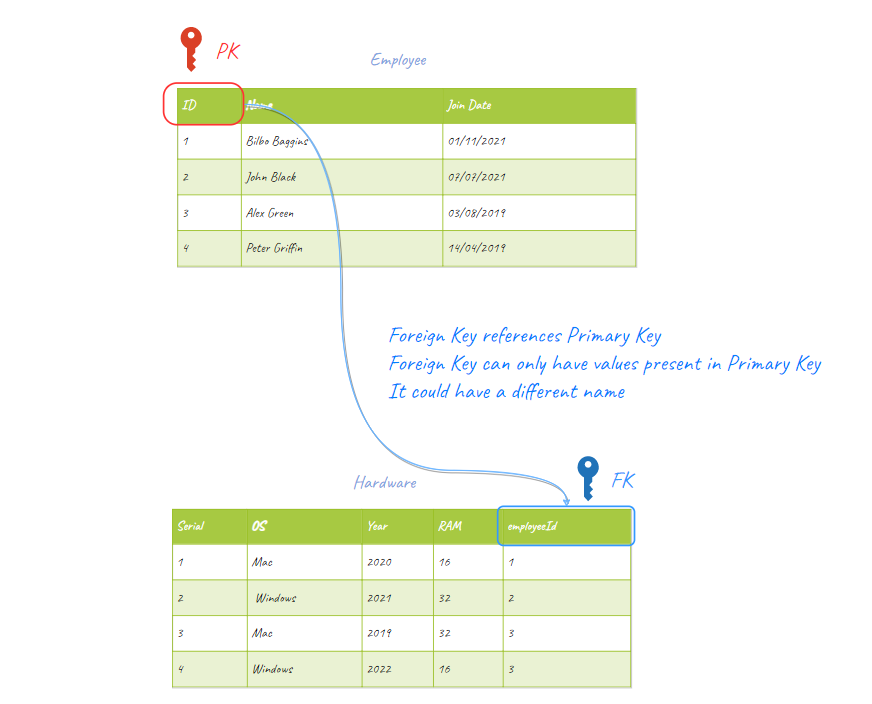 PK
Employee
ID Name Join Date
1 Bilbo Baggins 01/11/2021
2 John Black 07/07/2021
3 Alex Green 03/08/2019
4 Peter Griffin 14/04/2019
Foreign Key references Primary Key
Foreign Key can only have values present in Primary Key
It could have a different name
Hardware
FK
Serial OS Year RAM employeeId
1 Mac 2020 16 1
2 Windows 2021 32 2
3 Mac 2019 32 3
4 Windows 2022 16 3